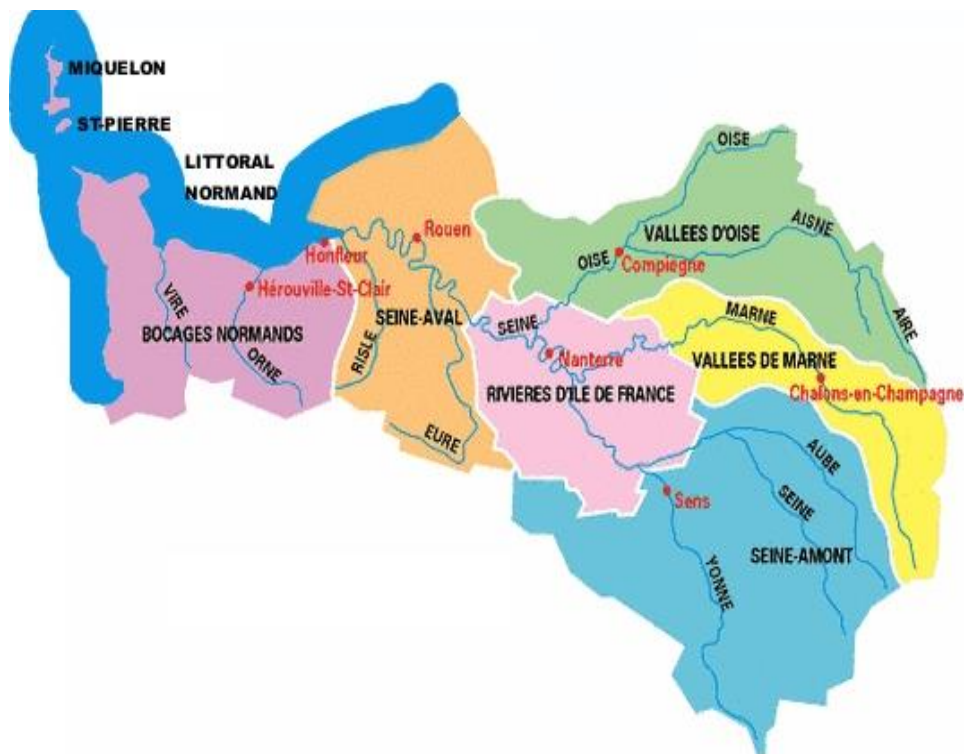 MIQUELON
ST-PIERRE
LITTORAL
NORMAND
OISE
Rouen
AISNE
VALLEES D'OISE
Honfleur
OISE
Compiegne
Hérouville-St-Clair
VIRE
BOCAGES NORMANDS
ORNE
RISLE
SEINE-AVAL
SEINE
MARNE
AIRE
Nanterre
VALLEES DE MARNE
RIVIERES D'ILE DE FRANCE
Chalons-en-Champagne
EURE
AUBE
SEINE
Sens
SEINE-AMONT
YONNE